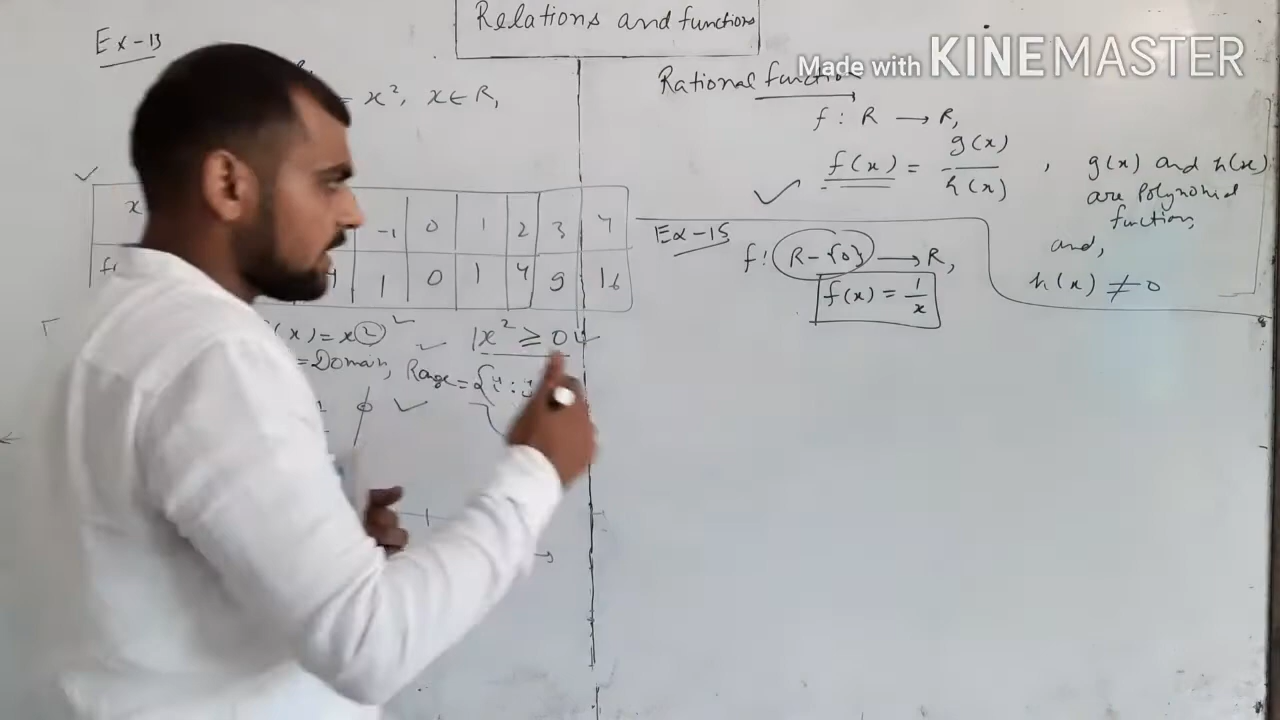 Relations and functions
Ex-13
= x², x ∈ R,
x -1 0 1 2 3 4
1 0 1 4 9 16
(x) = x²
x² ≥ 0
= Domain, Range = {
Made with KINEMASTER
Rational function
f : R → R,
f(x) = g(x)/h(x) , g(x) and h(x)
are Polynomial
function,
and,
h(x) ≠ 0
Ex-15
f : R-{0} → R,
f(x) = 1/x